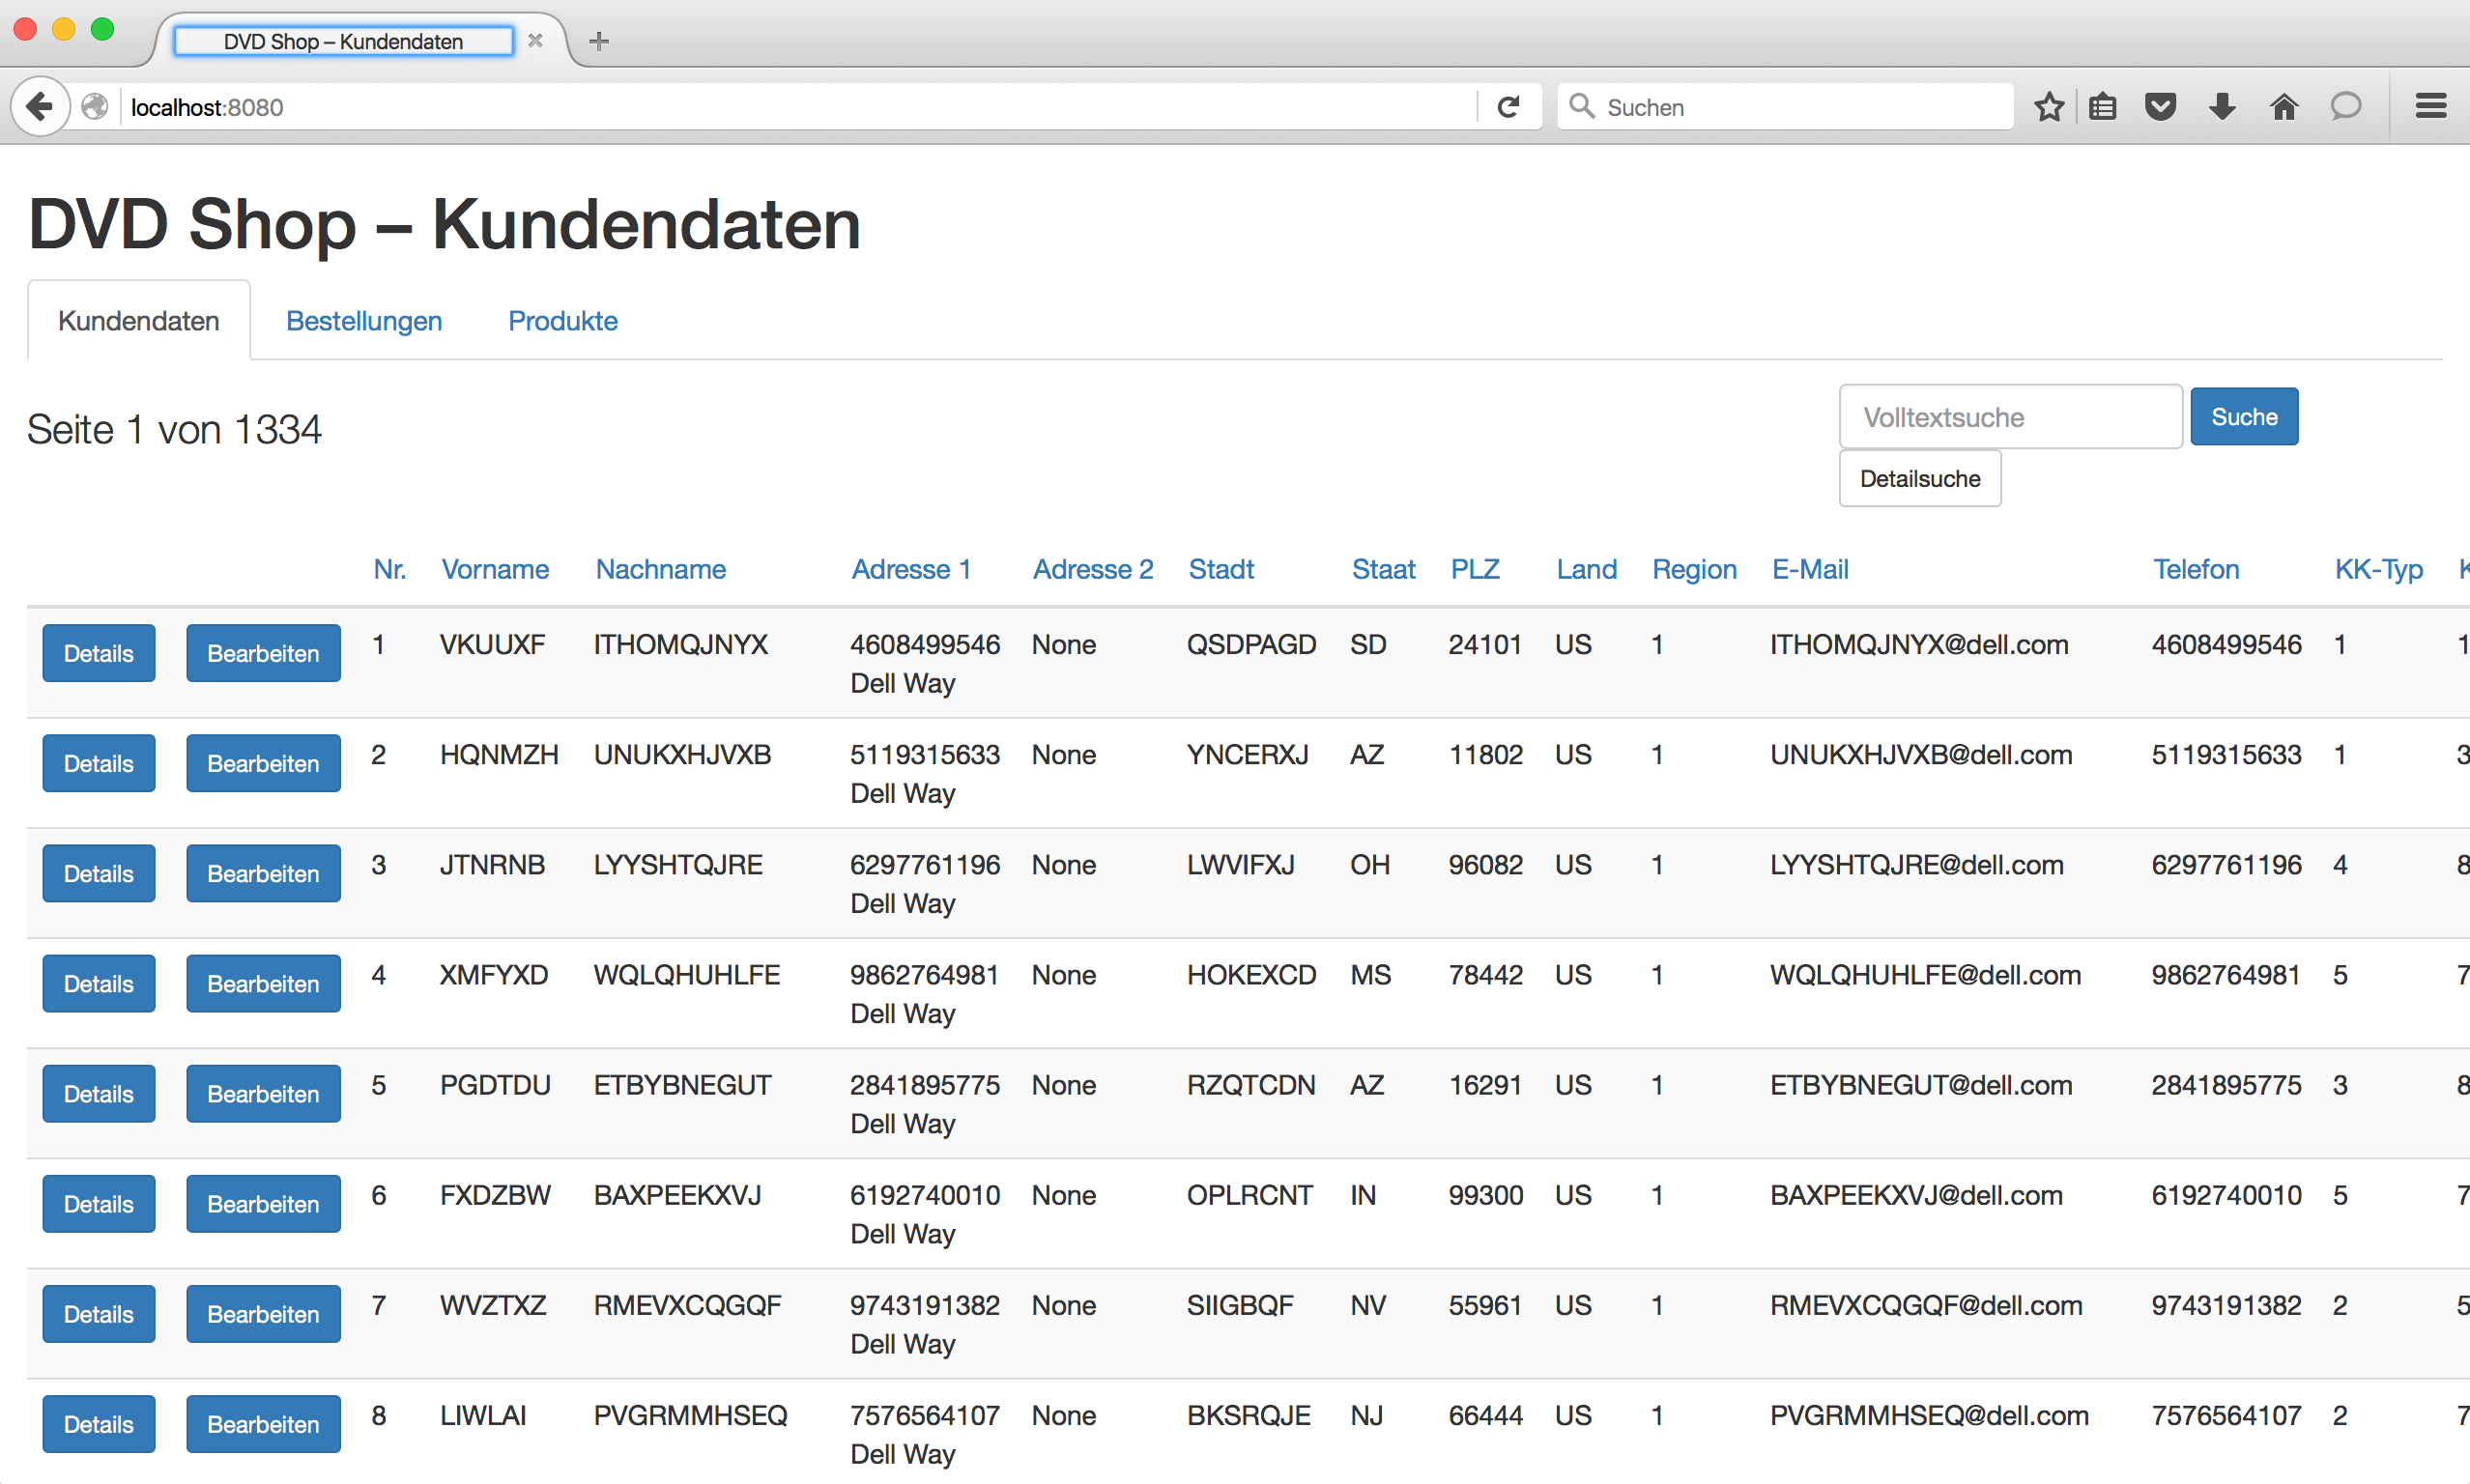 DVD Shop – Kundendaten
localhost:8080
Suchen
DVD Shop – Kundendaten
Kundendaten Bestellungen Produkte
Seite 1 von 1334
Volltextsuche Suche
Detailsuche
Nr. Vorname Nachname Adresse 1 Adresse 2 Stadt Staat PLZ Land Region E-Mail Telefon KK-Typ
Details Bearbeiten 1 VKUUXF ITHOMQJNYX 4608499546 None QSDPAGD SD 24101 US 1 ITHOMQJNYX@dell.com 4608499546 1 1
Dell Way
Details Bearbeiten 2 HQNMZH UNUKXHJVXB 5119315633 None YNCERXJ AZ 11802 US 1 UNUKXHJVXB@dell.com 5119315633 1 3
Dell Way
Details Bearbeiten 3 JTNRNB LYYSHTQJRE 6297761196 None LWVIFXJ OH 96082 US 1 LYYSHTQJRE@dell.com 6297761196 4 8
Dell Way
Details Bearbeiten 4 XMFYXD WQLQHUHLFE 9862764981 None HOKEXCD MS 78442 US 1 WQLQHUHLFE@dell.com 9862764981 5 7
Dell Way
Details Bearbeiten 5 PGDTDU ETBYBNEGUT 2841895775 None RZQTCDN AZ 16291 US 1 ETBYBNEGUT@dell.com 2841895775 3 8
Dell Way
Details Bearbeiten 6 FXDZBW BAXPEEKXVJ 6192740010 None OPLRCNT IN 99300 US 1 BAXPEEKXVJ@dell.com 6192740010 5 7
Dell Way
Details Bearbeiten 7 WVZTXZ RMEVXCQGQF 9743191382 None SIIGBQF NV 55961 US 1 RMEVXCQGQF@dell.com 9743191382 2 5
Dell Way
Details Bearbeiten 8 LIWLAI PVGRMMHSEQ 7576564107 None BKSRQJE NJ 66444 US 1 PVGRMMHSEQ@dell.com 7576564107 2 7
Dell Way